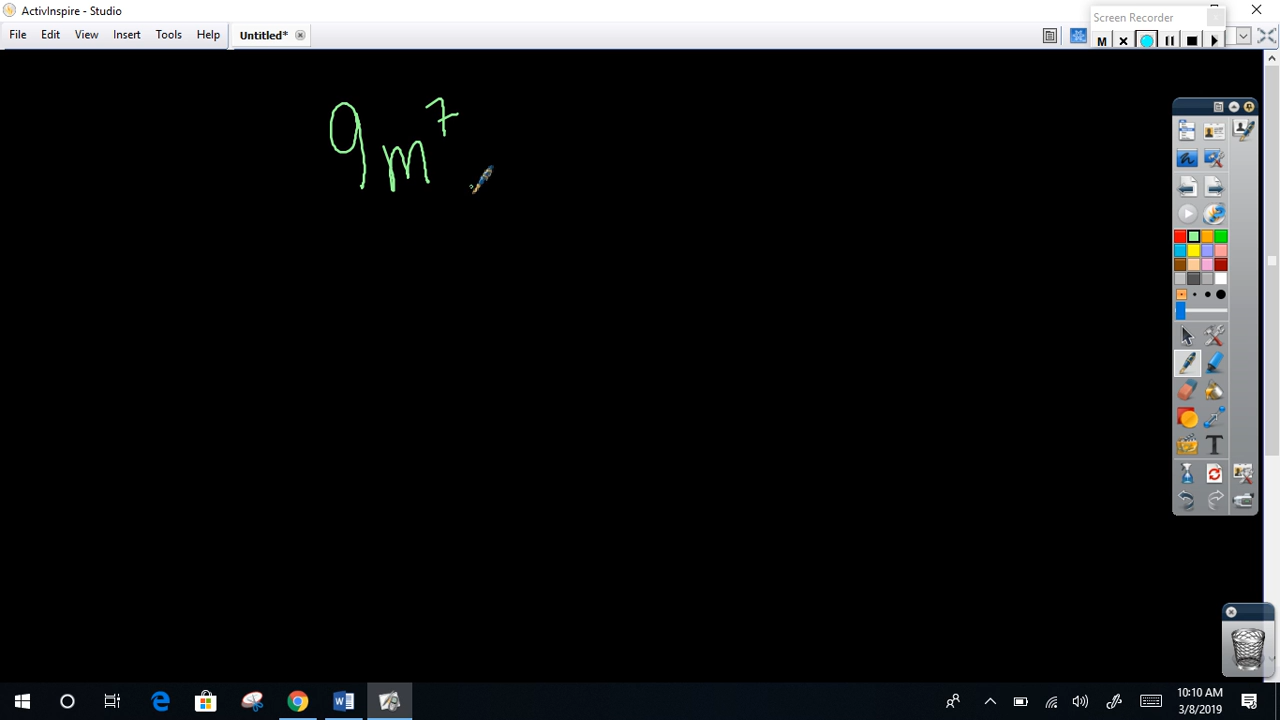 ActivInspire - Studio
Screen Recorder
File Edit View Insert Tools Help Untitled*
M
9m⁷
T
10:10 AM
3/8/2019